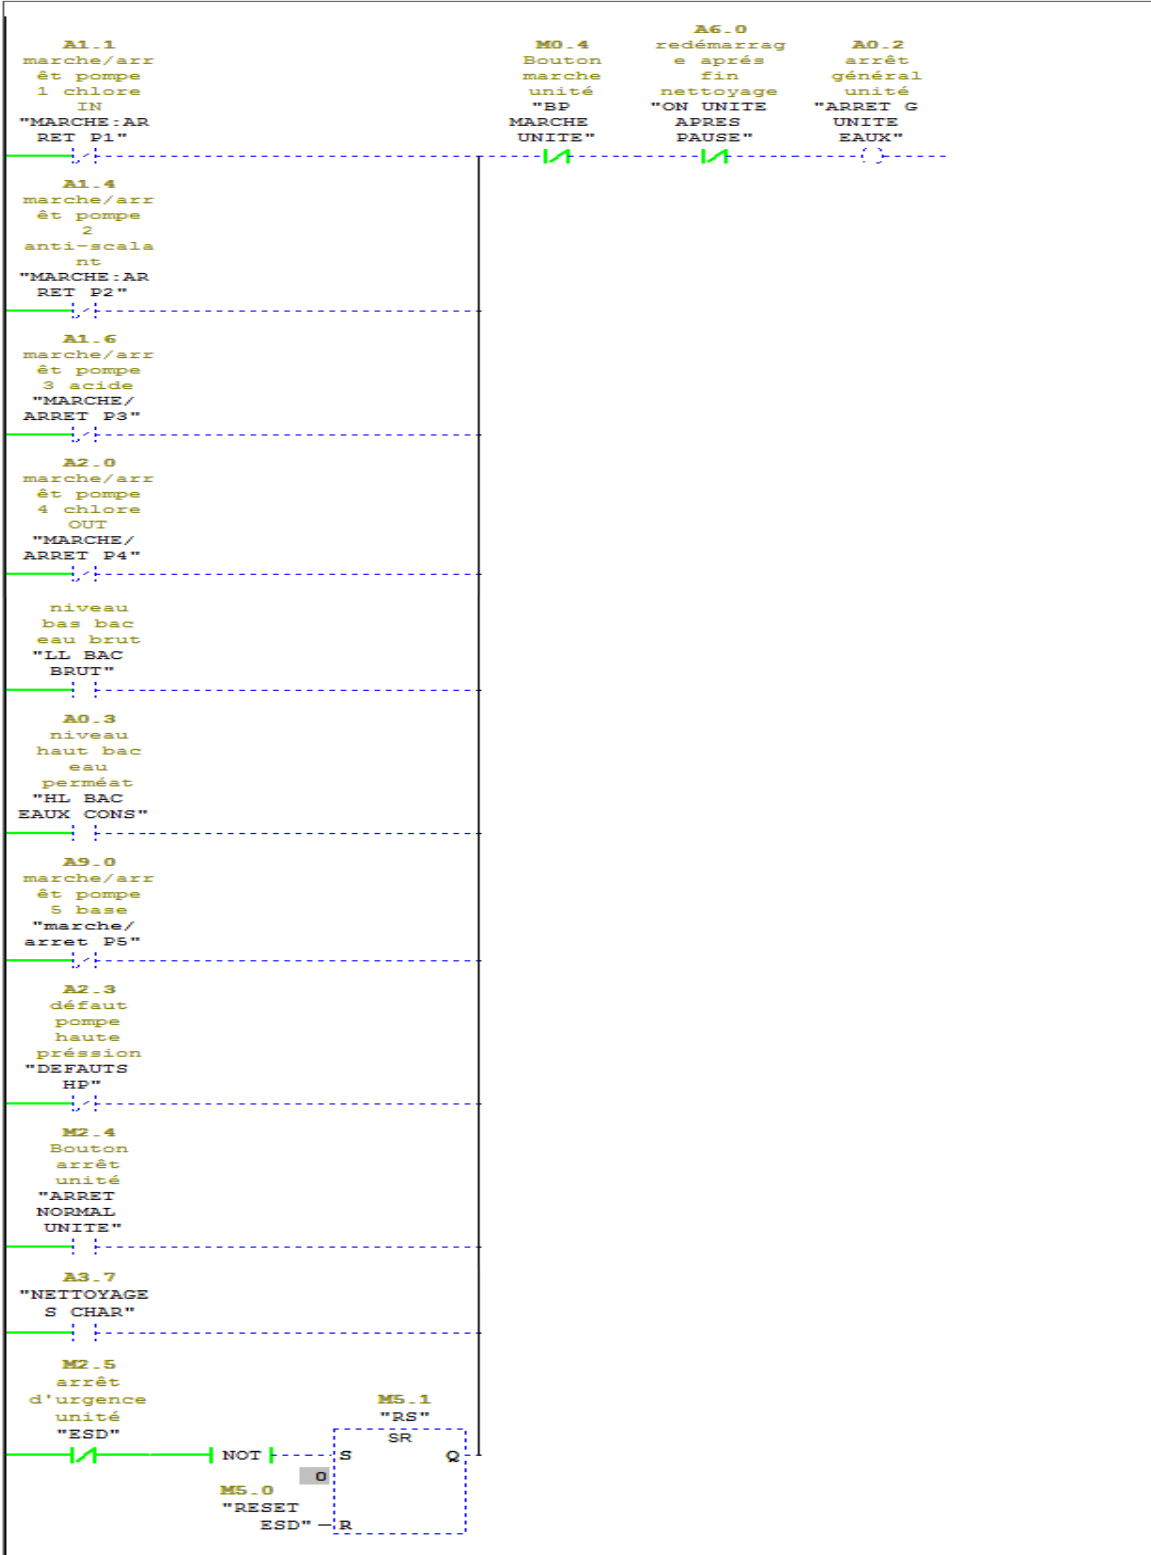 A1.1
marche/arr
êt pompe
1 chlore
IN
"MARCHE:AR
RET P1"
M0.4
Bouton
marche
unité
"BP
MARCHE
UNITE"
A6.0
redémarrag
e aprés
fin
nettoyage
"ON UNITE
APRES
PAUSE"
A0.2
arrêt
général
unité
"ARRET G
UNITE
EAUX"
A1.4
marche/arr
êt pompe
2
anti-scala
nt
"MARCHE:AR
RET P2"
A1.6
marche/arr
êt pompe
3 acide
"MARCHE/
ARRET P3"
A2.0
marche/arr
êt pompe
4 chlore
OUT
"MARCHE/
ARRET P4"
niveau
bas bac
eau brut
"LL BAC
BRUT"
A0.3
niveau
haut bac
eau
perméat
"HL BAC
EAUX CONS"
A9.0
marche/arr
êt pompe
5 base
"marche/
arret P5"
A2.3
défaut
pompe
haute
préssion
"DEFAUTS
HP"
M2.4
Bouton
arrêt
unité
"ARRET
NORMAL
UNITE"
A3.7
"NETTOYAGE
S CHAR"
M2.5
arrêt
d'urgence
unité
"ESD"
NOT
M5.1
"RS"
SR
S
Q
0
M5.0
"RESET
ESD"
R